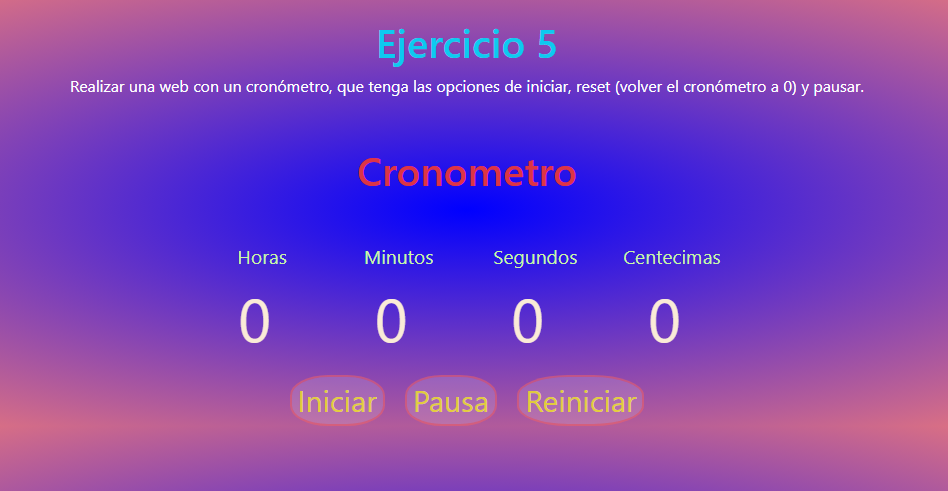 Ejercicio 5
Realizar una web con un cronómetro, que tenga las opciones de iniciar, reset (volver el cronómetro a 0) y pausar.
Cronometro
Horas Minutos Segundos Centecimas
0 0 0 0
Iniciar Pausa Reiniciar